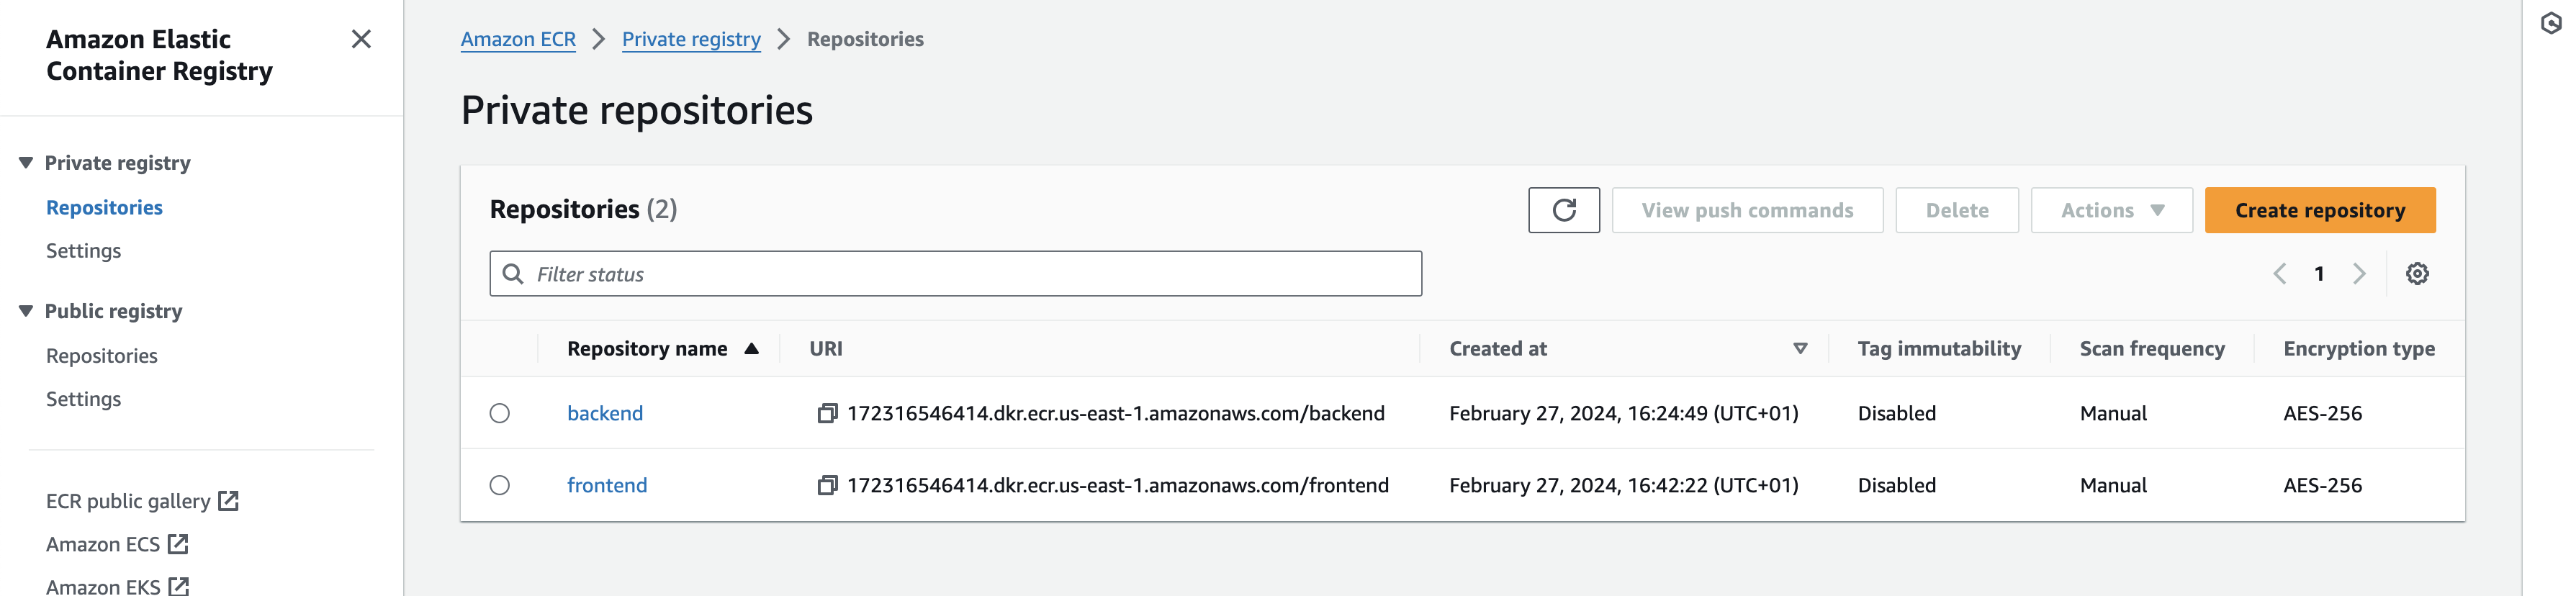 Amazon Elastic
Container Registry
Private registry
Repositories
Settings
Public registry
Repositories
Settings
ECR public gallery
Amazon ECS
Amazon EKS
Amazon ECR > Private registry > Repositories
Private repositories
Repositories (2)
View push commands
Delete
Actions
Create repository
Filter status
1
Repository name URI Created at Tag immutability Scan frequency Encryption type
backend 172316546414.dkr.ecr.us-east-1.amazonaws.com/backend February 27, 2024, 16:24:49 (UTC+01) Disabled Manual AES-256
frontend 172316546414.dkr.ecr.us-east-1.amazonaws.com/frontend February 27, 2024, 16:42:22 (UTC+01) Disabled Manual AES-256